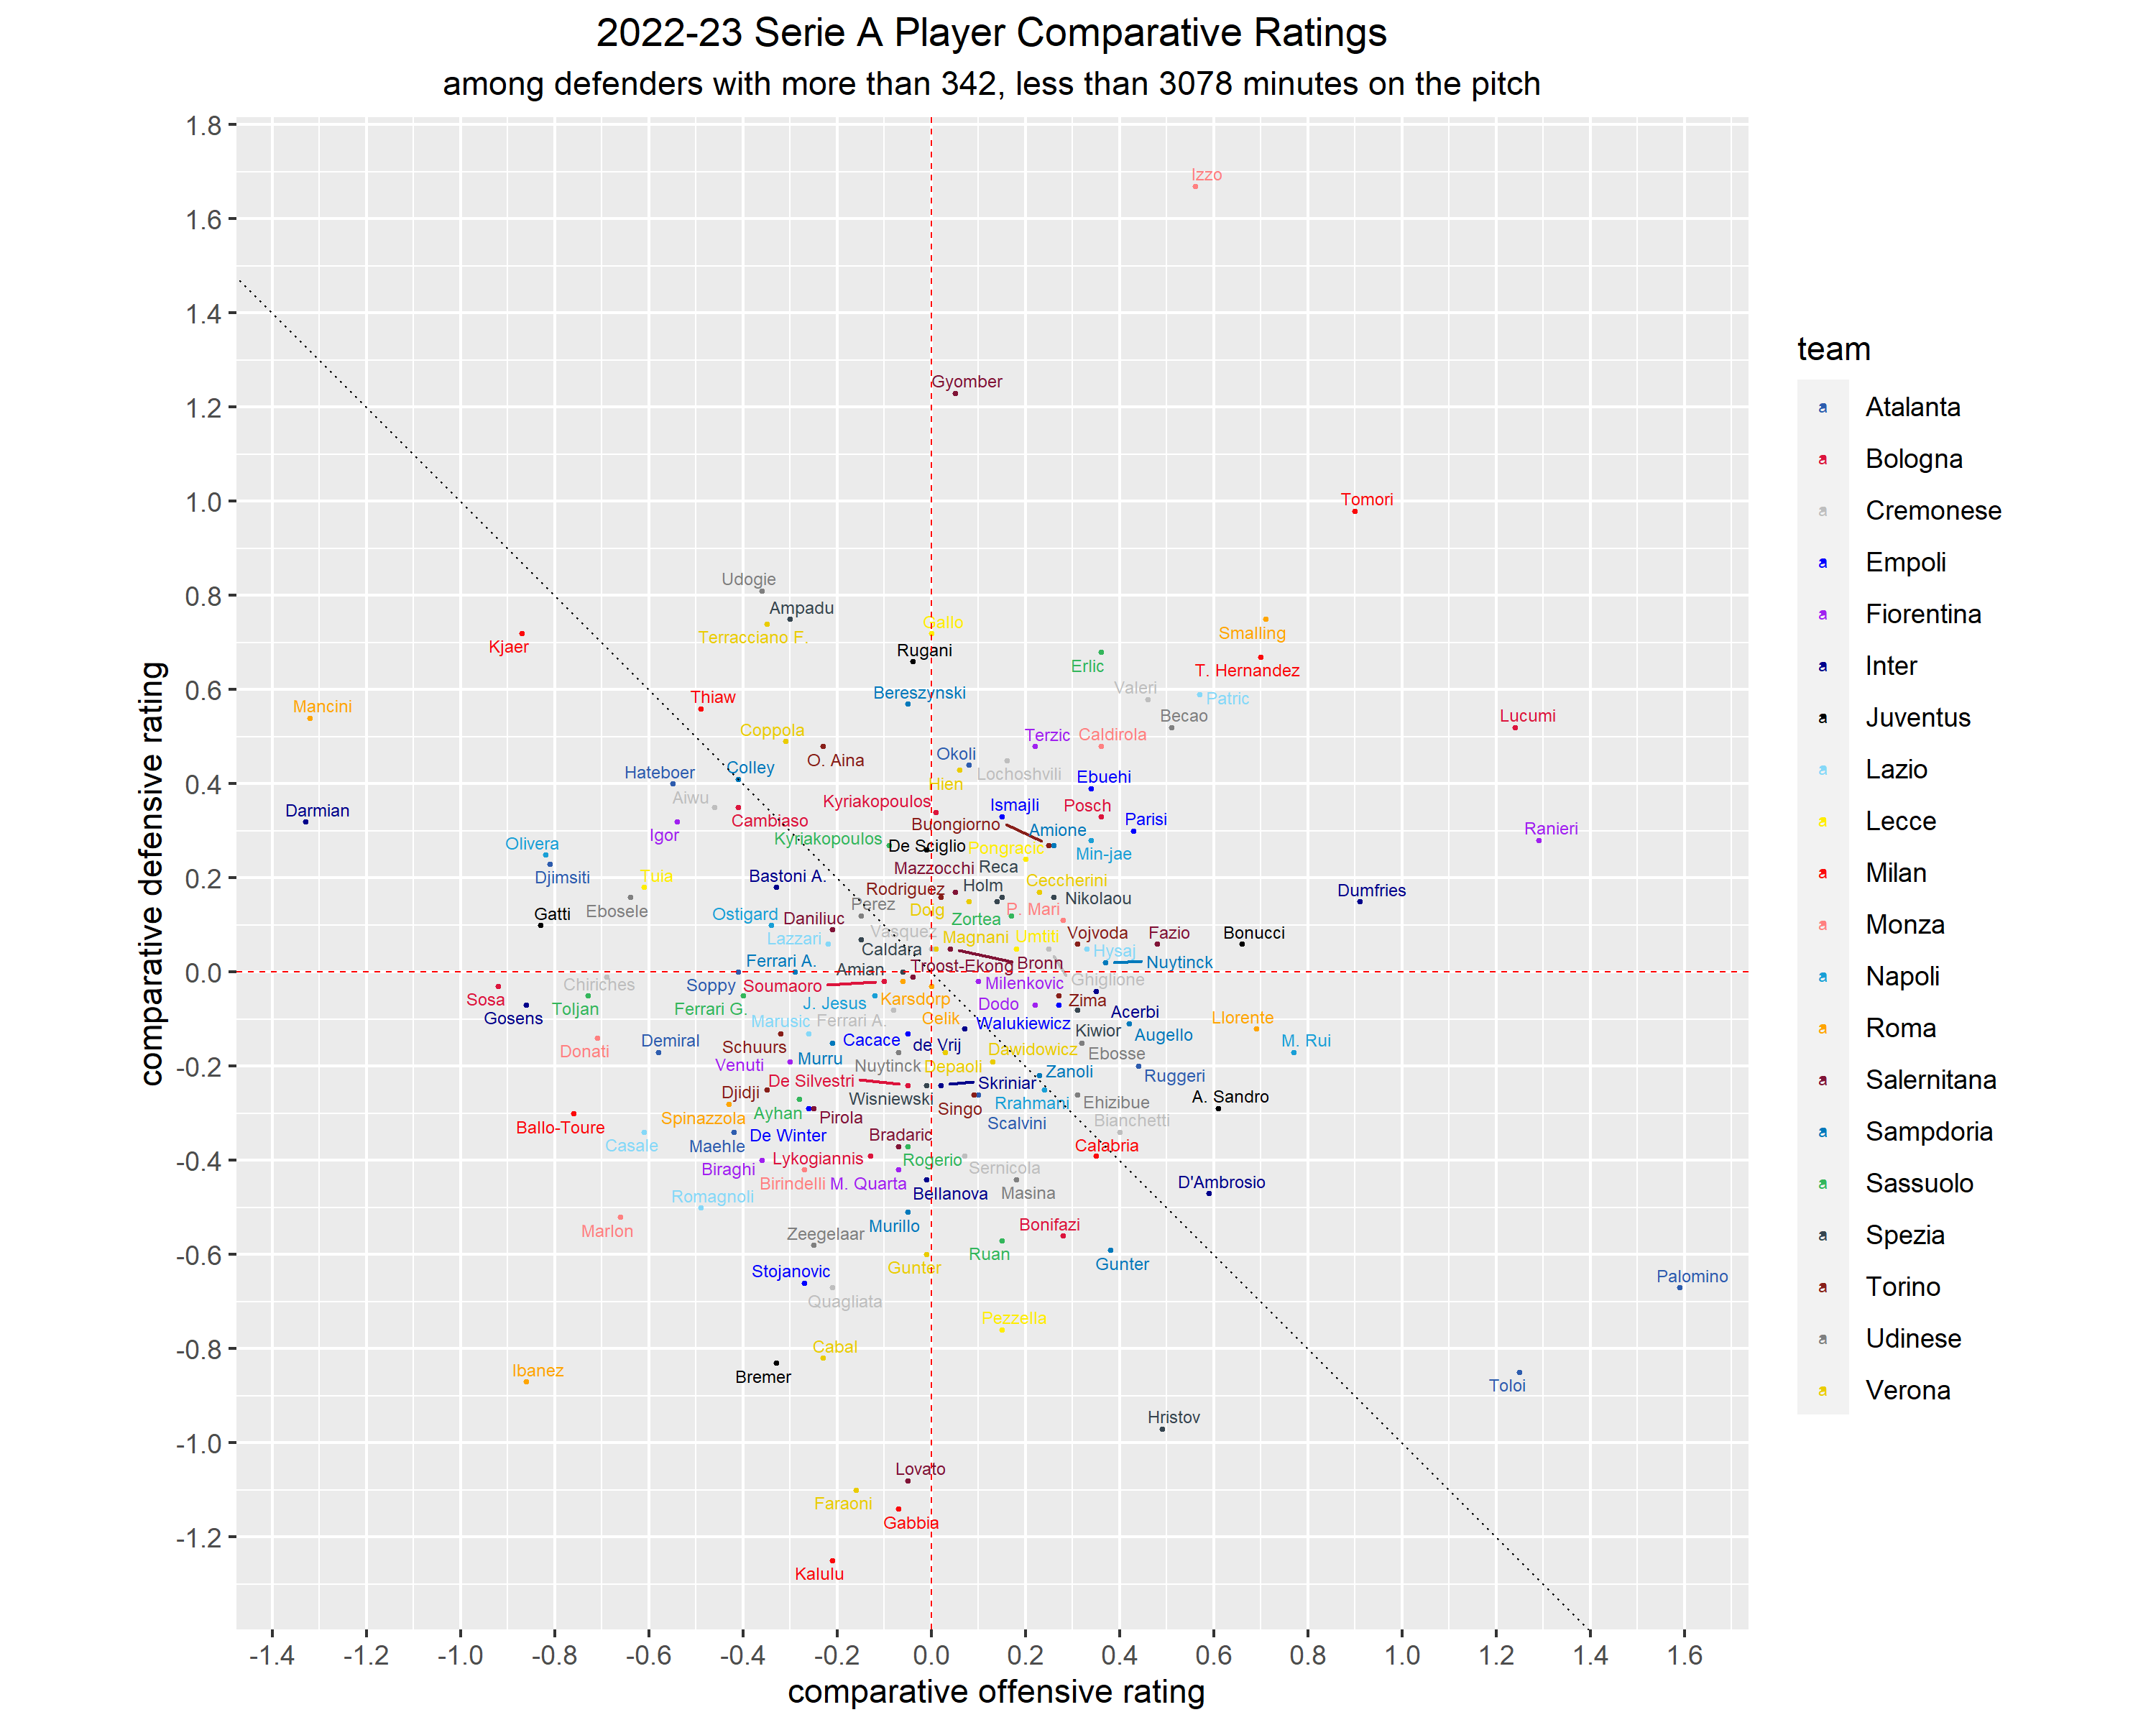 2022-23 Serie A Player Comparative Ratings
among defenders with more than 342, less than 3078 minutes on the pitch
comparative defensive rating
1.8
1.6
1.4
1.2
1.0
0.8
0.6
0.4
0.2
0.0
-0.2
-0.4
-0.6
-0.8
-1.0
-1.2
Izzo
Gyomber
Tomori
Udogie
Ampadu
Gallo
Terracciano F.
Smalling
Kjaer
Rugani
Erlic
T. Hernandez
Valeri
Bereszynski
Thiaw
Patric
Mancini
Becao
Lucumi
Coppola
Terzic
Caldirola
Okoli
O. Aina
Colley
Hateboer
Lochoshvili
Ebuehi
Hien
Aiwu
Kyriakopoulos
Ismajli
Posch
Darmian
Cambiaso
Parisi
Buongiorno
Amione
Ranieri
Igor
Kyriakopoulos
Olivera
De Sciglio
Pongracic
Min-jae
Mazzocchi
Reca
Djimsiti
Tuia
Bastoni A.
Ceccherini
Holm
Rodriguez
Dumfries
Nikolaou
Perez
Ebosele
Gatti
Ostigard
Daniliuc
Doig
Zortea
P. Mari
Vasquez
Vojvoda
Fazio
Bonucci
Lazzari
Magnani
Umtiti
Caldara
Hysaj
Ferrari A.
Amian
Troost-Ekong
Bronn
Nuytinck
Chiriches
Soppy
Soumaoro
Milenkovic
Ghiglione
Sosa
Toljan
Ferrari G.
J. Jesus
Karsdorp
Dodo
Zima
Gosens
Marusic
Ferrari A.
Celik
Walukiewicz
Acerbi
Llorente
Kiwior
Augello
Demiral
Cacace
de Vrij
M. Rui
Donati
Schuurs
Dawidowicz
Ebosse
Venuti
Murru
Nuytinck
Depaoli
Zanoli
Ruggeri
De Silvestri
Skriniar
Djidji
Wisniewski
Rrahmani
Ehizibue
A. Sandro
Ayhan
Pirola
Singo
Spinazzola
Scalvini
Bianchetti
Ballo-Toure
De Winter
Bradaric
Casale
Maehle
Calabria
Lykogiannis
Rogerio
Sernicola
Biraghi
Birindelli
M. Quarta
D'Ambrosio
Bellanova
Masina
Romagnoli
Murillo
Bonifazi
Marlon
Zeegelaar
Ruan
Gunter
Gunter
Stojanovic
Palomino
Quagliata
Pezzella
Cabal
Ibanez
Bremer
Toloi
Hristov
Lovato
Faraoni
Gabbia
Kalulu
-1.4
-1.2
-1.0
-0.8
-0.6
-0.4
-0.2
0.0
0.2
0.4
0.6
0.8
1.0
1.2
1.4
1.6
comparative offensive rating
team
a Atalanta
a Bologna
a Cremonese
a Empoli
a Fiorentina
a Inter
a Juventus
a Lazio
a Lecce
a Milan
a Monza
a Napoli
a Roma
a Salernitana
a Sampdoria
a Sassuolo
a Spezia
a Torino
a Udinese
a Verona